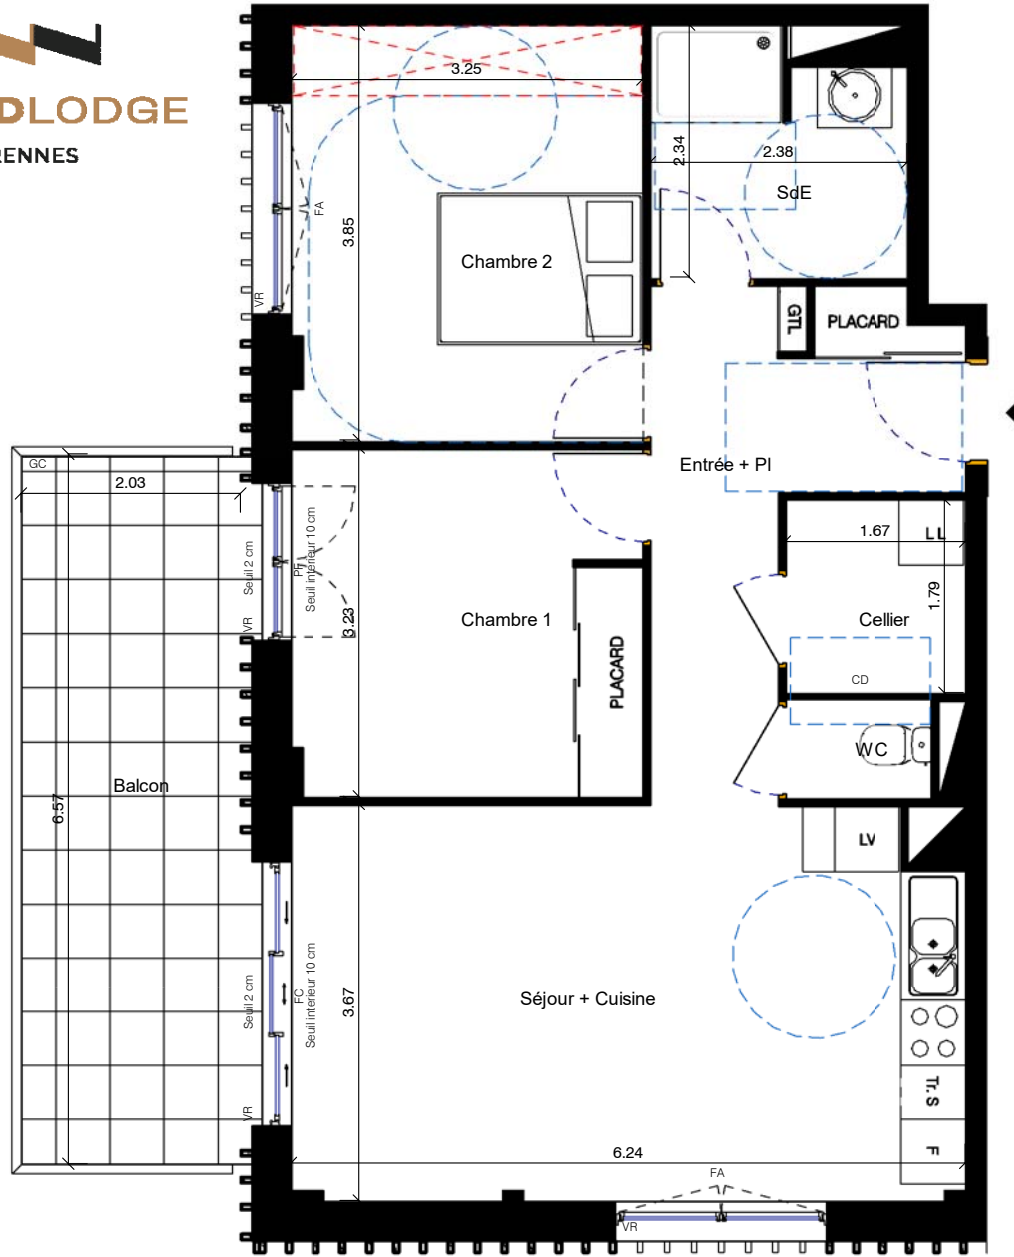 DLODGE
RENNES
3.25
2.34
2.38
SdE
FA
3.85
Chambre 2
VR
GTL
PLACARD
Entrée + Pl
GC
2.03
Seuil 2 cm
PF
Seuil interieur 10 cm
VR
3.23
Chambre 1
PLACARD
1.67
LL
1.79
Cellier
CD
WC
Balcon
6.57
LV
Seuil 2 cm
FC
Seuil interieur 10 cm
3.67
Séjour + Cuisine
VR
Tr. S
F
6.24
FA
VR